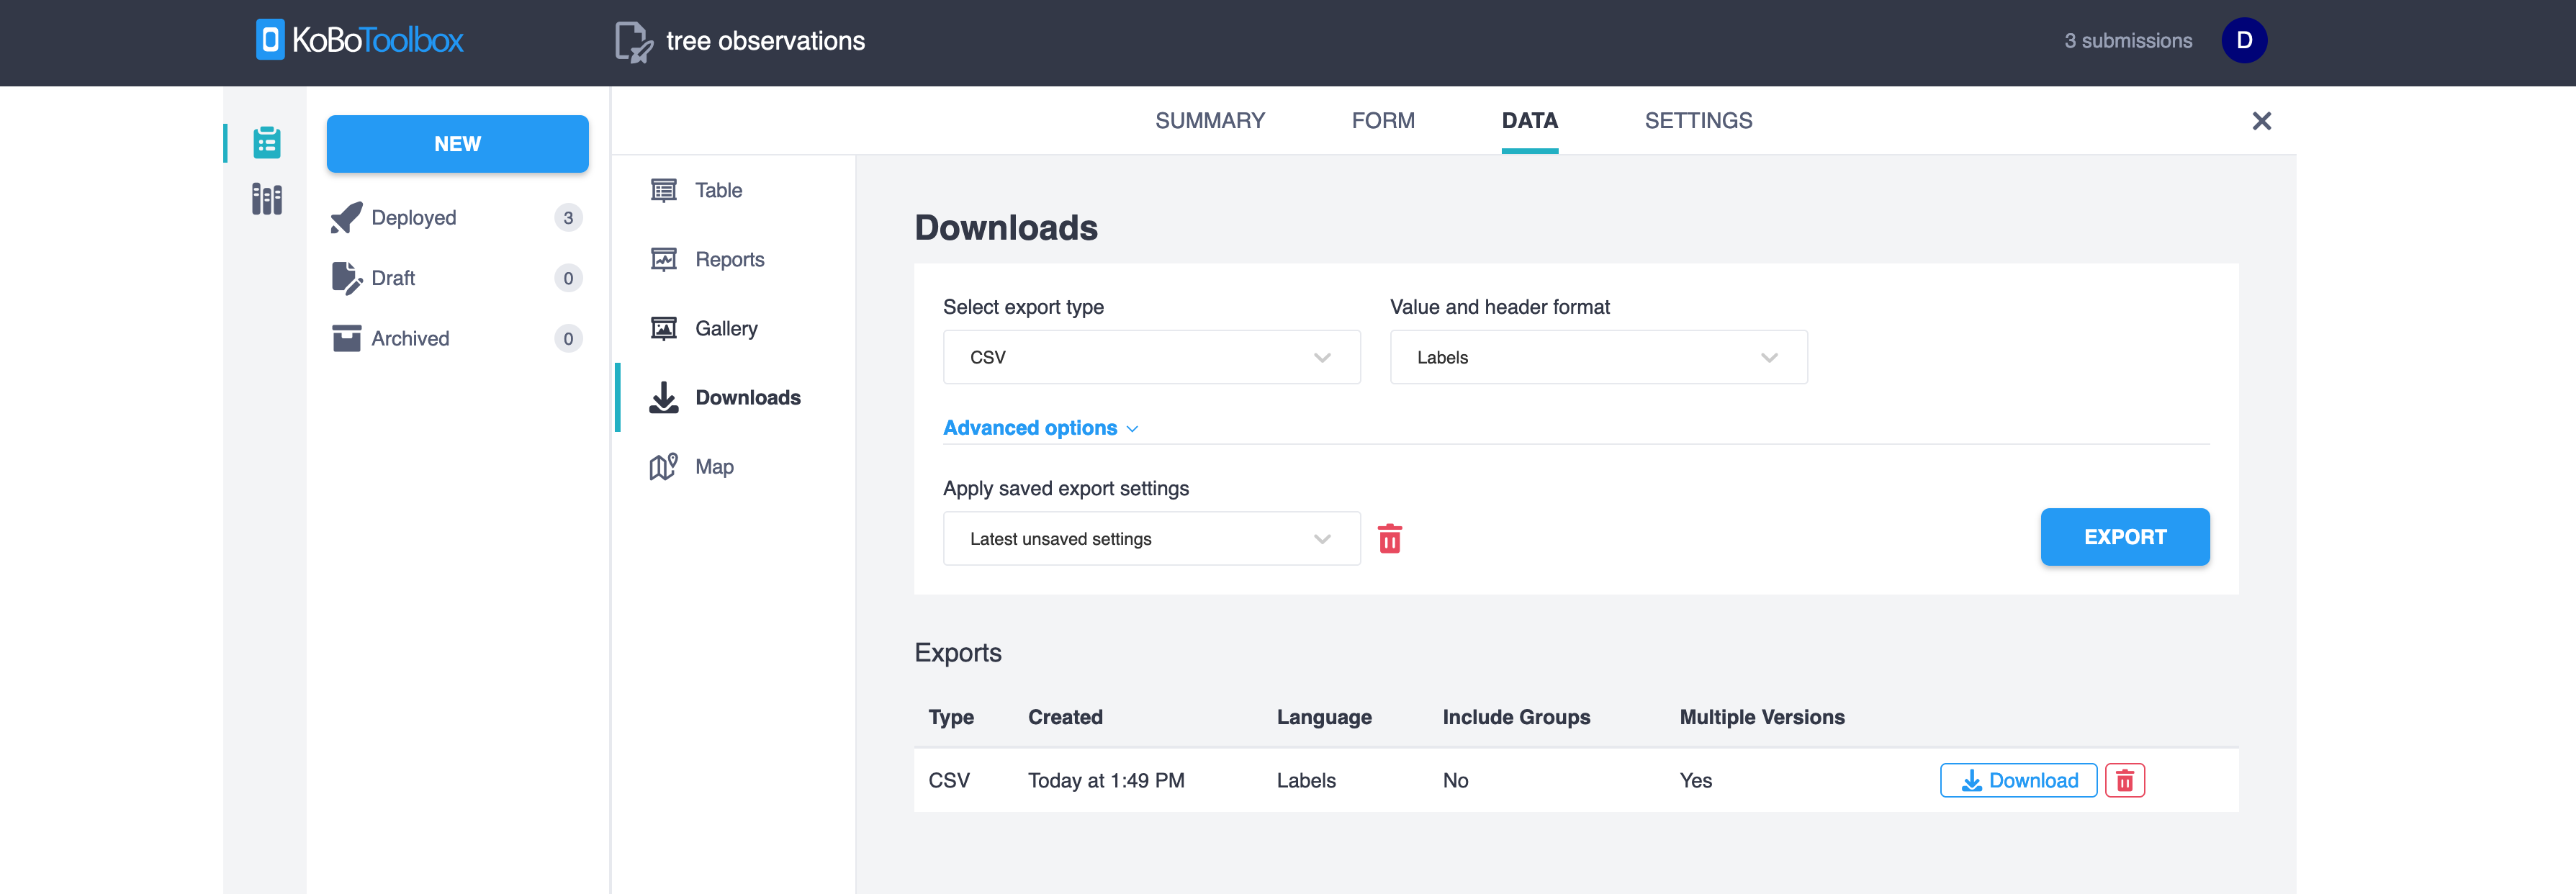 KoBoToolbox
tree observations
3 submissions
D
NEW
Deployed 3
Draft 0
Archived 0
SUMMARY FORM DATA SETTINGS
Table
Reports
Gallery
Downloads
Map
Downloads
Select export type Value and header format
CSV Labels
Advanced options
Apply saved export settings
Latest unsaved settings
EXPORT
Exports
Type Created Language Include Groups Multiple Versions
CSV Today at 1:49 PM Labels No Yes Download